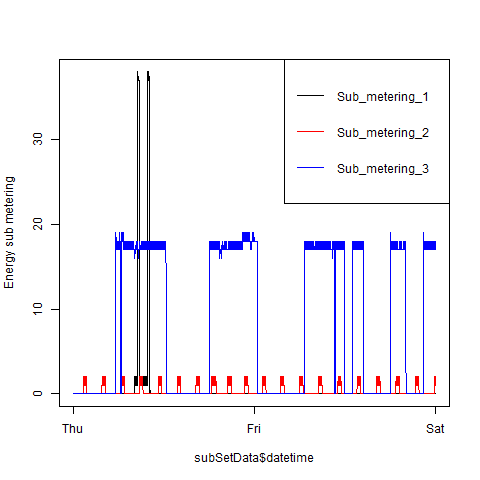 Sub_metering_1
Sub_metering_2
Sub_metering_3
Energy sub metering
30
20
10
0
Thu Fri Sat
subSetData$datetime